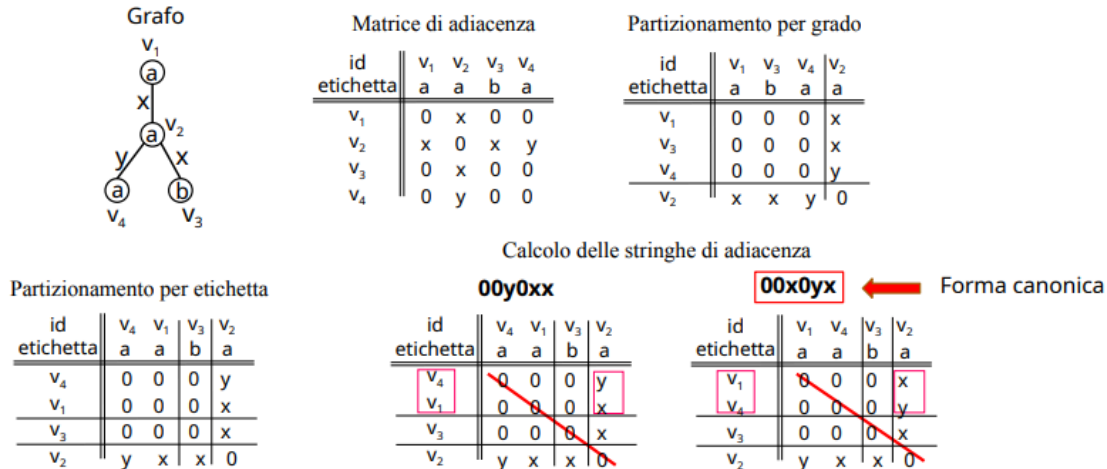 Grafo
v1
a
x
a v2
y x
a b
v4 v3
Matrice di adiacenza
id v1 v2 v3 v4
etichetta a a b a
v1 0 x 0 0
v2 x 0 x y
v3 0 x 0 0
v4 0 y 0 0
Partizionamento per grado
id v1 v3 v4 v2
etichetta a b a a
v1 0 0 0 x
v3 0 0 0 x
v4 0 0 0 y
v2 x x y 0
Partizionamento per etichetta
id v4 v1 v3 v2
etichetta a a b a
v4 0 0 0 y
v1 0 0 0 x
v3 0 0 0 x
v2 y x x 0
Calcolo delle stringhe di adiacenza
00y0xx
id v4 v1 v3 v2
etichetta a a b a
v4 0 0 0 y
v1 0 0 0 x
v3 0 0 0 x
v2 y x x 0
00x0yx
Forma canonica
id v1 v4 v3 v2
etichetta a a b a
v1 0 0 0 x
v4 0 0 0 y
v3 0 0 0 x
v2 y x x 0